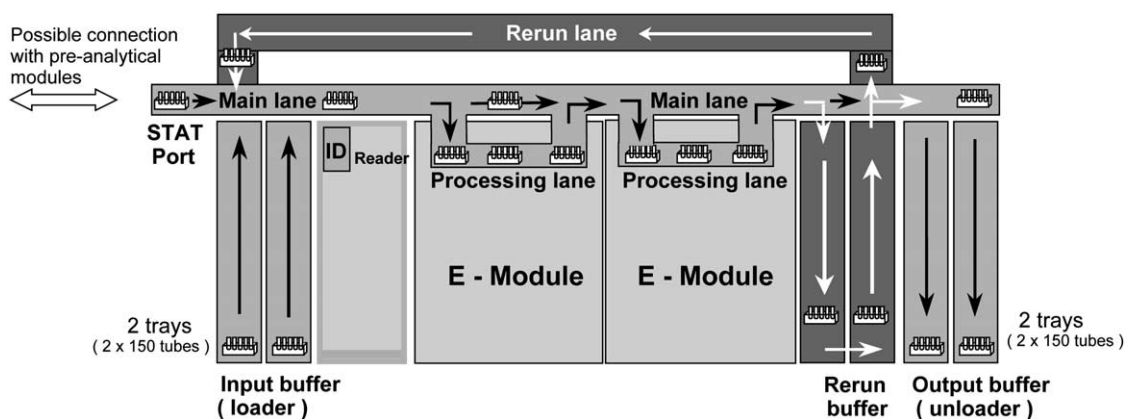 Possible connection
with pre-analytical
modules
Rerun lane
Main lane
Main lane
STAT
Port
ID Reader
Processing lane
Processing lane
E - Module
E - Module
2 trays
( 2 x 150 tubes )
2 trays
( 2 x 150 tubes )
Input buffer
( loader )
Rerun
buffer
Output buffer
( unloader )